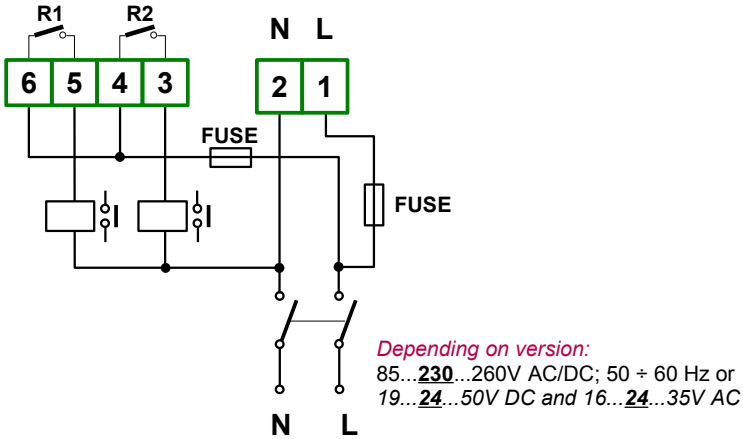 R1 R2
N L
6 5 4 3 2 1
FUSE
FUSE
Depending on version:
85...230...260V AC/DC; 50 ÷ 60 Hz or
19...24...50V DC and 16...24...35V AC
N L